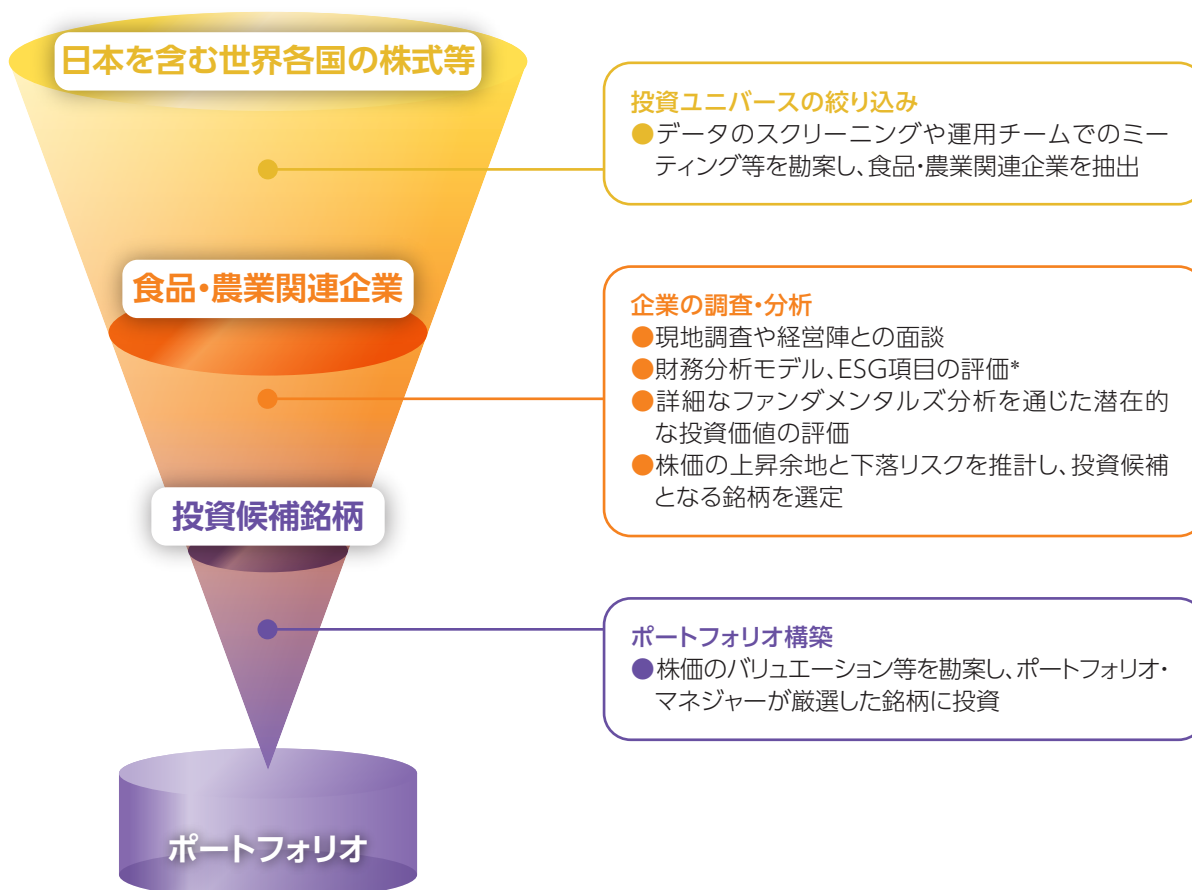 日本を含む世界各国の株式等
投資ユニバースの絞り込み
●データのスクリーニングや運用チームでのミー
ティング等を勘案し、食品・農業関連企業を抽出
食品・農業関連企業
企業の調査・分析
●現地調査や経営陣との面談
●財務分析モデル、ESG項目の評価*
●詳細なファンダメンタルズ分析を通じた潜在的
な投資価値の評価
●株価の上昇余地と下落リスクを推計し、投資候補
となる銘柄を選定
投資候補銘柄
ポートフォリオ構築
●株価のバリュエーション等を勘案し、ポートフォリオ・
マネジャーが厳選した銘柄に投資
ポートフォリオ